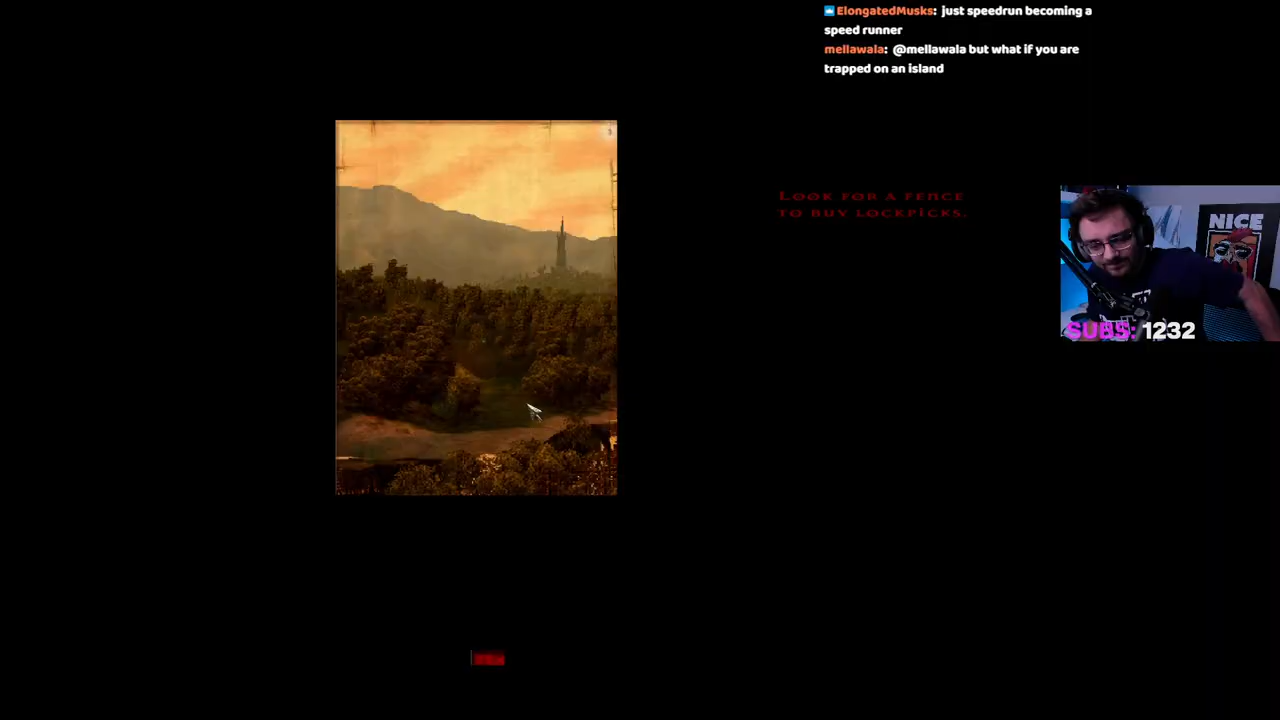 ElongatedMusks: just speedrun becoming a
speed runner
mellawala: @mellawala but what if you are
trapped on an island
LOOK FOR A FENCE
TO BUY LOCKPICKS.
NICE
SUBS: 1232